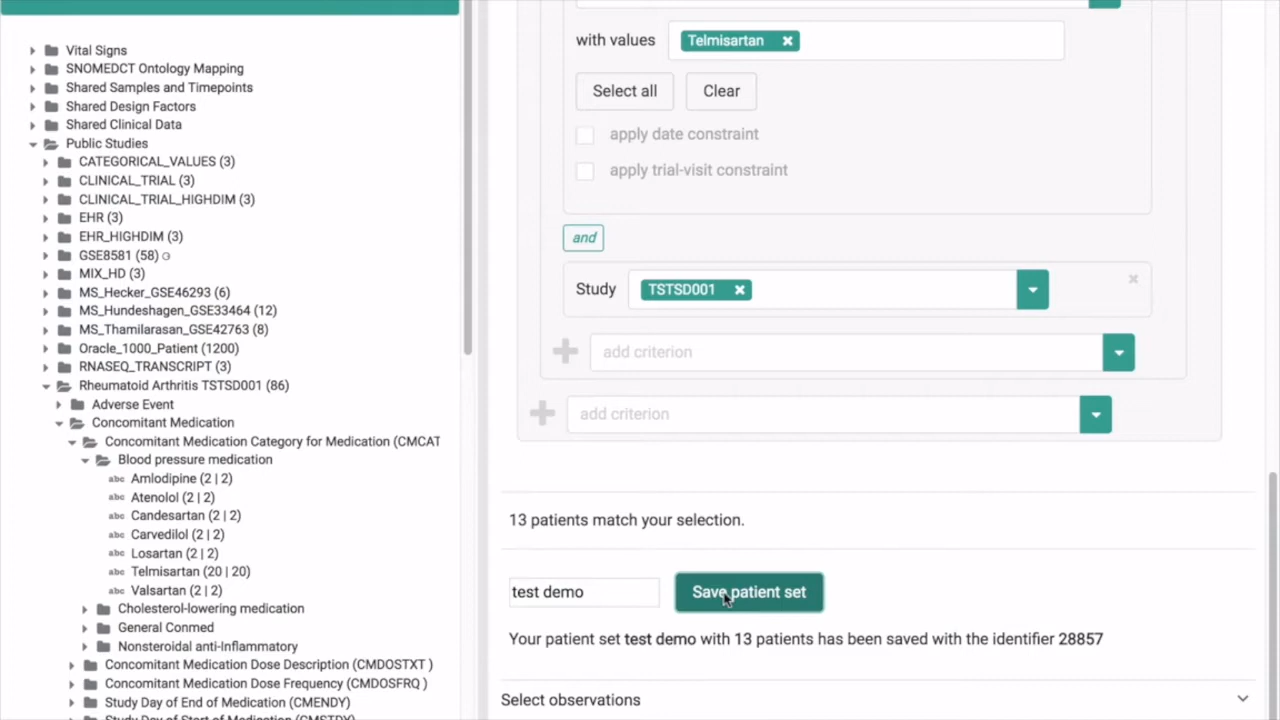 Vital Signs
SNOMEDCT Ontology Mapping
Shared Samples and Timepoints
Shared Design Factors
Shared Clinical Data
Public Studies
CATEGORICAL_VALUES (3)
CLINICAL_TRIAL (3)
CLINICAL_TRIAL_HIGHDIM (3)
EHR (3)
EHR_HIGHDIM (3)
GSE8581 (58)
MIX_HD (3)
MS_Hecker_GSE46293 (6)
MS_Hundeshagen_GSE33464 (12)
MS_Thamilarasan_GSE42763 (8)
Oracle_1000_Patient (1200)
RNASEQ_TRANSCRIPT (3)
Rheumatoid Arthritis TSTSD001 (86)
Adverse Event
Concomitant Medication
Concomitant Medication Category for Medication (CMCAT
Blood pressure medication
abc Amlodipine (2 | 2)
abc Atenolol (2 | 2)
abc Candesartan (2 | 2)
abc Carvedilol (2 | 2)
abc Losartan (2 | 2)
abc Telmisartan (20 | 20)
abc Valsartan (2 | 2)
Cholesterol-lowering medication
General Conmed
Nonsteroidal anti-Inflammatory
Concomitant Medication Dose Description (CMDOSTXT )
Concomitant Medication Dose Frequency (CMDOSFRQ )
Study Day of End of Medication (CMENDY)
Study Day of Start of Medication (CMSTDY)
with values Telmisartan
Select all Clear
apply date constraint
apply trial-visit constraint
and
Study TSTSD001
add criterion
add criterion
13 patients match your selection.
test demo Save patient set
Your patient set test demo with 13 patients has been saved with the identifier 28857
Select observations